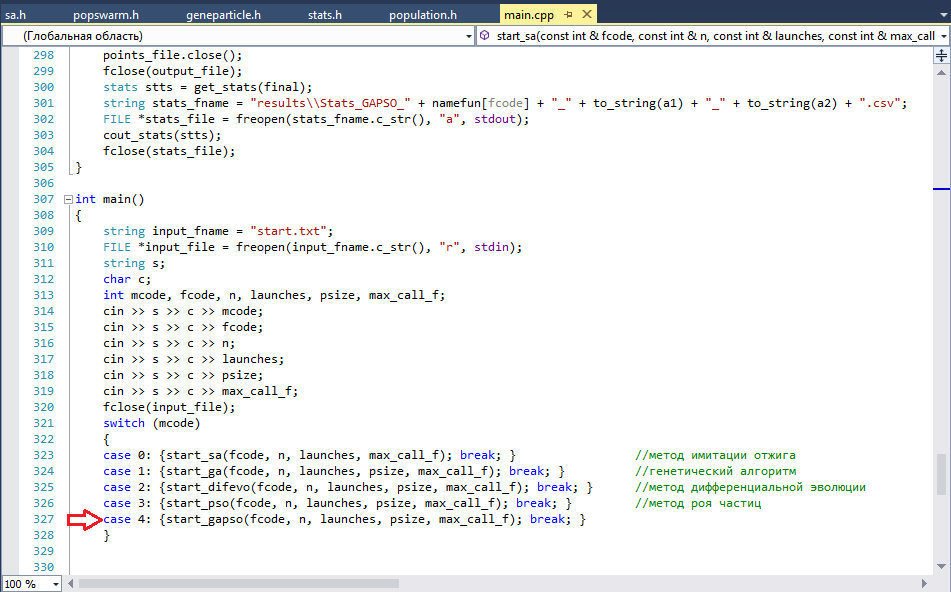 sa.h popswarm.h geneparticle.h stats.h population.h main.cpp
(Глобальная область) start_sa(const int & fcode, const int & n, const int & launches, const int & max_call
298 points_file.close();
299 fclose(output_file);
300 stats stts = get_stats(final);
301 string stats_fname = "results\\Stats_GAPSO_" + namefun[fcode] + "_" + to_string(a1) + "_" + to_string(a2) + ".csv";
302 FILE *stats_file = freopen(stats_fname.c_str(), "a", stdout);
303 cout_stats(stts);
304 fclose(stats_file);
305 }
306
307 int main()
308 {
309 string input_fname = "start.txt";
310 FILE *input_file = freopen(input_fname.c_str(), "r", stdin);
311 string s;
312 char c;
313 int mcode, fcode, n, launches, psize, max_call_f;
314 cin >> s >> c >> mcode;
315 cin >> s >> c >> fcode;
316 cin >> s >> c >> n;
317 cin >> s >> c >> launches;
318 cin >> s >> c >> psize;
319 cin >> s >> c >> max_call_f;
320 fclose(input_file);
321 switch (mcode)
322 {
323 case 0: {start_sa(fcode, n, launches, max_call_f); break; } //метод имитации отжига
324 case 1: {start_ga(fcode, n, launches, psize, max_call_f); break; } //генетический алгоритм
325 case 2: {start_difevo(fcode, n, launches, psize, max_call_f); break; } //метод дифференциальной эволюции
326 case 3: {start_pso(fcode, n, launches, psize, max_call_f); break; } //метод роя частиц
327 case 4: {start_gapso(fcode, n, launches, psize, max_call_f); break; }
328 }
329
330
100 %